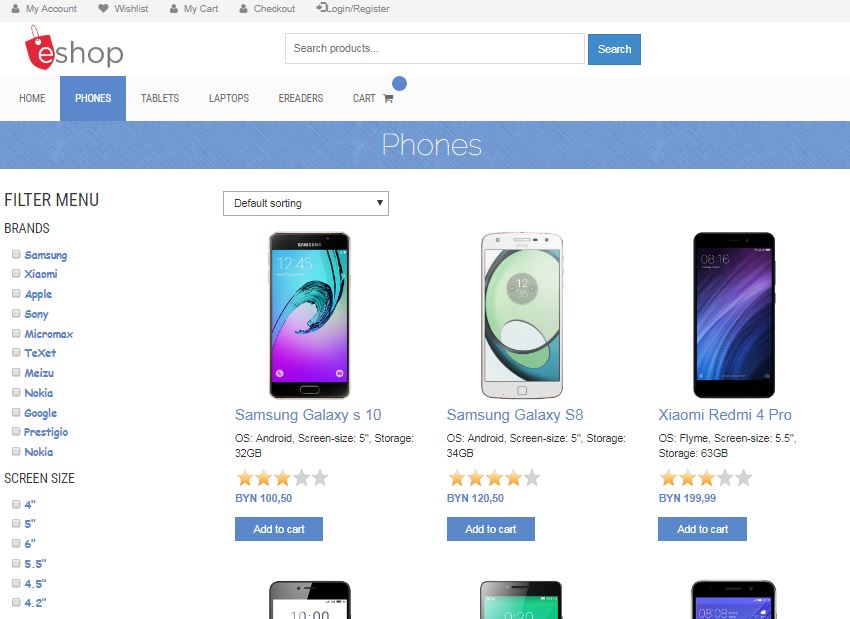 My Account Wishlist My Cart Checkout Login/Register
eshop
Search products...
Search
HOME PHONES TABLETS LAPTOPS EREADERS CART
Phones
FILTER MENU
BRANDS
Samsung
Xiaomi
Apple
Sony
Micromax
TeXet
Meizu
Nokia
Google
Prestigio
Nokia
SCREEN SIZE
4"
5"
6"
5.5"
4.5"
4.2"
Default sorting
SAMSUNG
12:45
Samsung Galaxy s 10
OS: Android, Screen-size: 5", Storage:
32GB
BYN 100,50
Add to cart
12
35
Samsung Galaxy S8
OS: Android, Screen-size: 5", Storage:
34GB
BYN 120,50
Add to cart
08:16
Xiaomi Redmi 4 Pro
OS: Flyme, Screen-size: 5.5",
Storage: 63GB
BYN 199,99
Add to cart
10:00
08:08